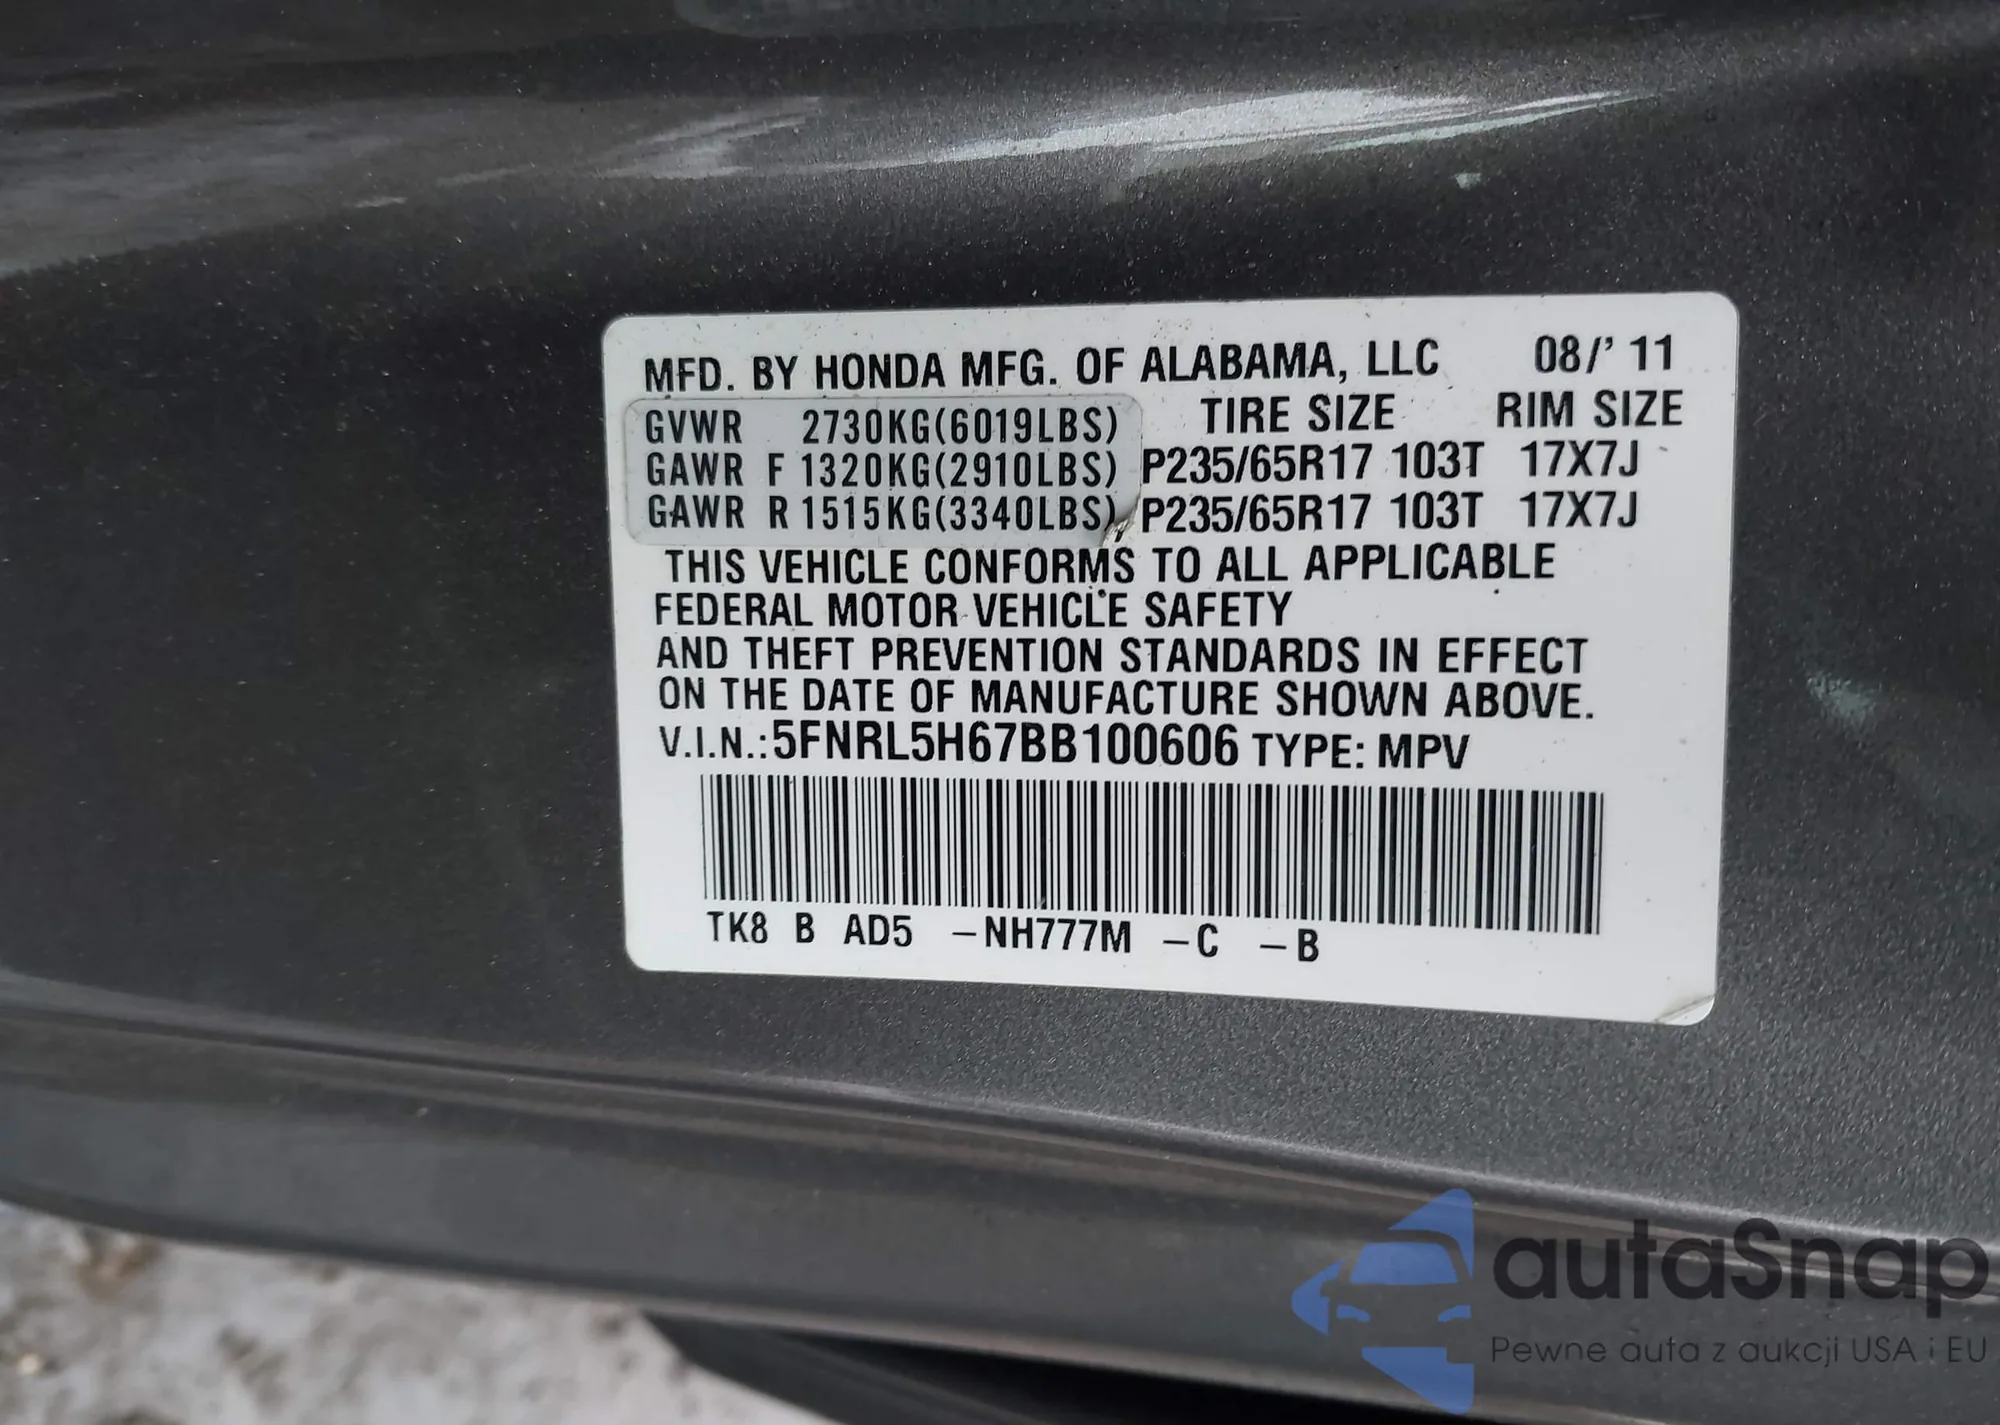 MFD. BY HONDA MFG. OF ALABAMA, LLC 08/' 11
GVWR 2730KG(6019LBS) TIRE SIZE RIM SIZE
GAWR F 1320KG(2910LBS) P235/65R17 103T 17X7J
GAWR R 1515KG(3340LBS) P235/65R17 103T 17X7J
THIS VEHICLE CONFORMS TO ALL APPLICABLE
FEDERAL MOTOR VEHICLE SAFETY
AND THEFT PREVENTION STANDARDS IN EFFECT
ON THE DATE OF MANUFACTURE SHOWN ABOVE.
V.I.N.: 5FNRL5H67BB100606 TYPE: MPV
TK8 B AD5 –NH777M –C –B
autaSnap
Pewne auta z aukcji USA i EU